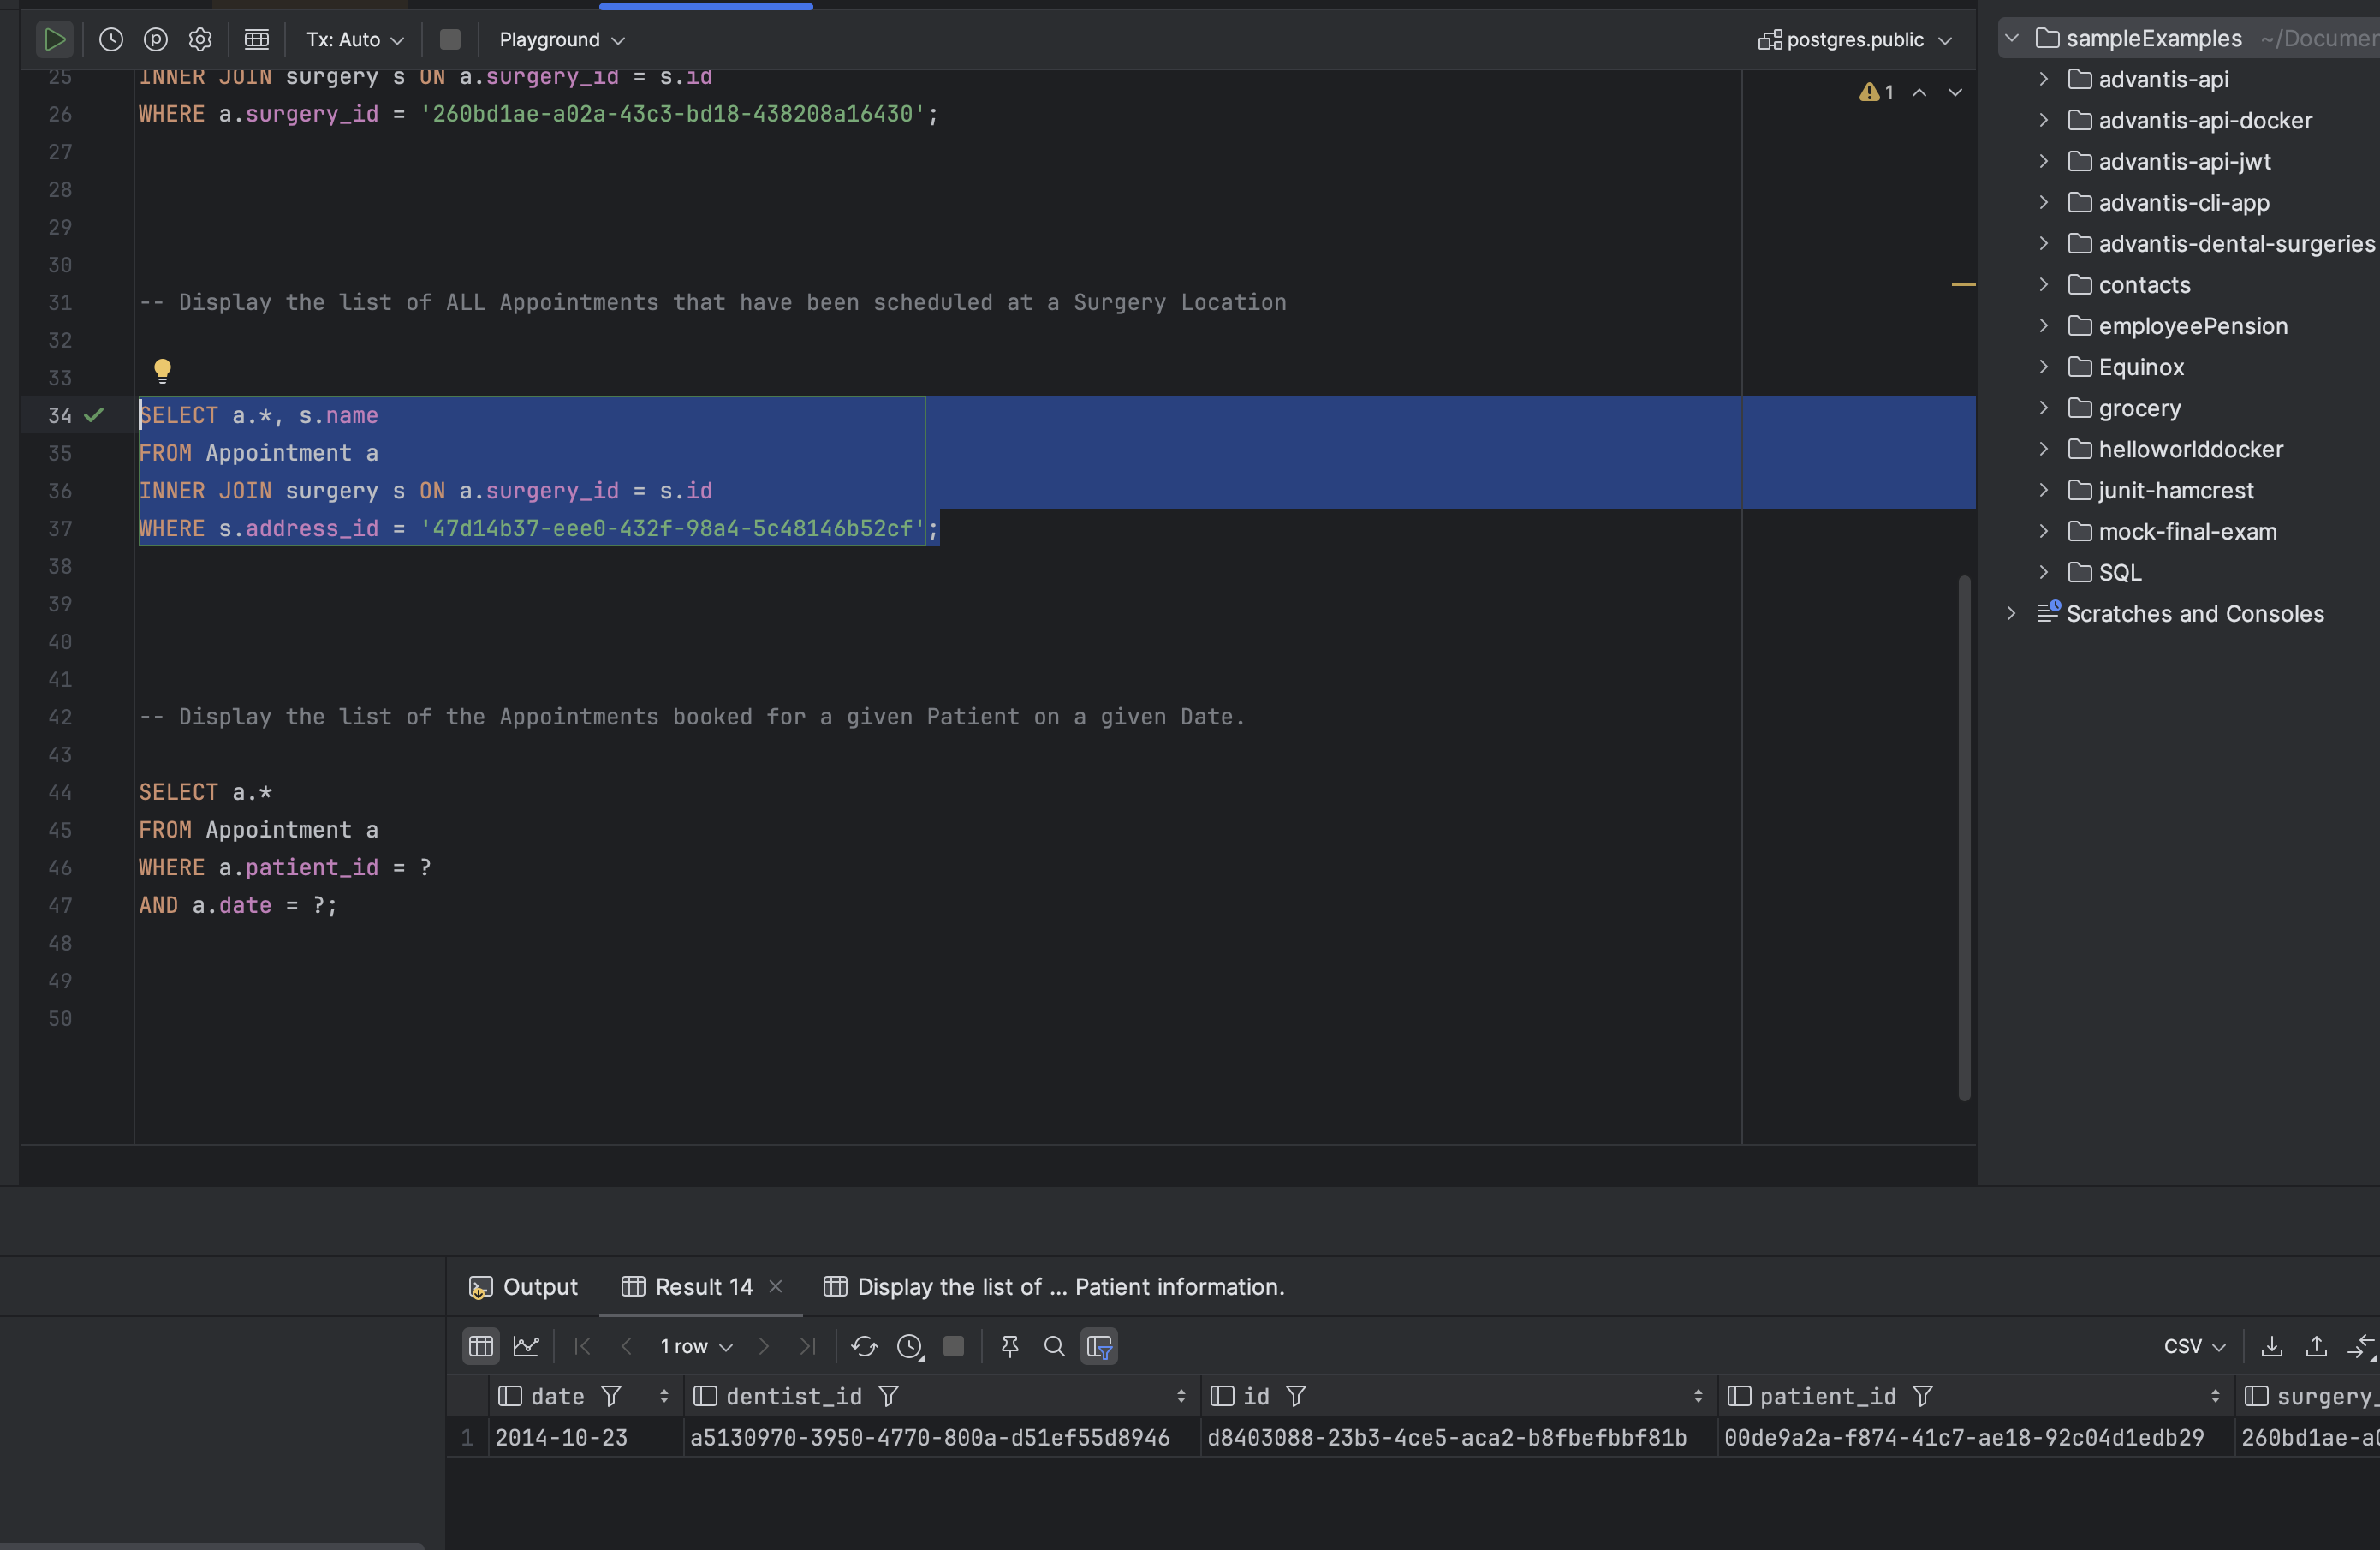 Tx: Auto
Playground
postgres.public
25 INNER JOIN surgery s ON a.surgery_id = s.id
26 WHERE a.surgery_id = '260bd1ae-a02a-43c3-bd18-438208a16430';
1
27
28
29
30
31 -- Display the list of ALL Appointments that have been scheduled at a Surgery Location
32
33
34 SELECT a.*, s.name
35 FROM Appointment a
36 INNER JOIN surgery s ON a.surgery_id = s.id
37 WHERE s.address_id = '47d14b37-eee0-432f-98a4-5c48146b52cf';
38
39
40
41
42 -- Display the list of the Appointments booked for a given Patient on a given Date.
43
44 SELECT a.*
45 FROM Appointment a
46 WHERE a.patient_id = ?
47 AND a.date = ?;
48
49
50
sampleExamples ~/Documen
advantis-api
advantis-api-docker
advantis-api-jwt
advantis-cli-app
advantis-dental-surgeries
contacts
employeePension
Equinox
grocery
helloworlddocker
junit-hamcrest
mock-final-exam
SQL
Scratches and Consoles
Output
Result 14
Display the list of ... Patient information.
1 row
CSV
date dentist_id id patient_id surgery_
1 2014-10-23 a5130970-3950-4770-800a-d51ef55d8946 d8403088-23b3-4ce5-aca2-b8fbefbbf81b 00de9a2a-f874-41c7-ae18-92c04d1edb29 260bd1ae-a0